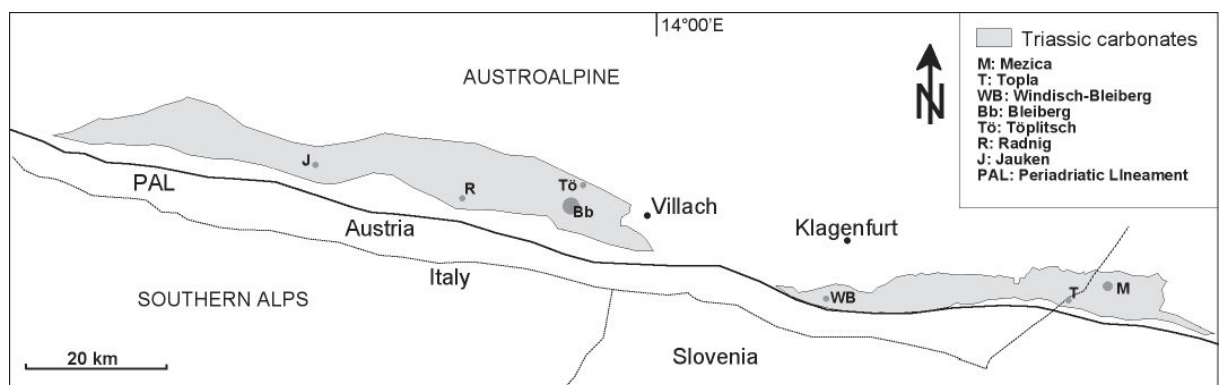 14°00'E
AUSTROALPINE
Triassic carbonates
M: Mezica
T: Topla
WB: Windisch-Bleiberg
Bb: Bleiberg
Tö: Töplitsch
R: Radnig
J: Jauken
PAL: Periadriatic LIneament
N
J
PAL
R
Tö
Bb
Villach
Austria
Klagenfurt
Italy
SOUTHERN ALPS
WB
T
M
Slovenia
20 km